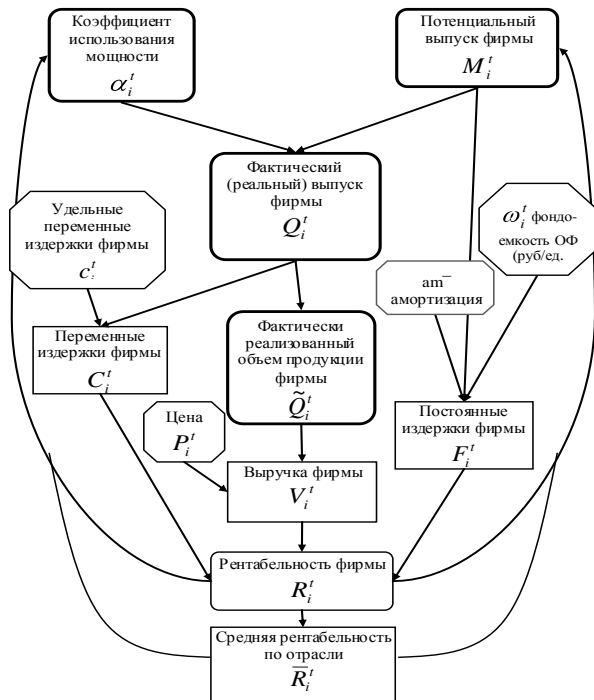 Коэффициент
использования
мощности
α_i^t
Потенциальный
выпуск фирмы
M_i^t
Фактический
(реальный) выпуск
фирмы
Q_i^t
Удельные
переменные
издержки фирмы
c_i^t
ω_i^t фондо-
емкость ОФ
(руб/ед.
am¯
амортизация
Переменные
издержки фирмы
C_i^t
Фактически
реализованный
объем продукции
фирмы
Q̃_i^t
Цена
P_i^t
Постоянные
издержки фирмы
F_i^t
Выручка фирмы
V_i^t
Рентабельность фирмы
R_i^t
Средняя рентабельность
по отрасли
R̄_i^t